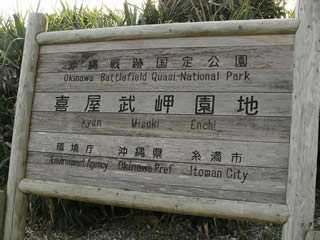 沖縄戦跡国定公園
Okinawa Battlefield Quasi-National Park
喜屋武岬園地
kyan Misaki Enchi
環境庁 沖縄県 糸満市
Environment Agency Okinawa Pref Itoman City